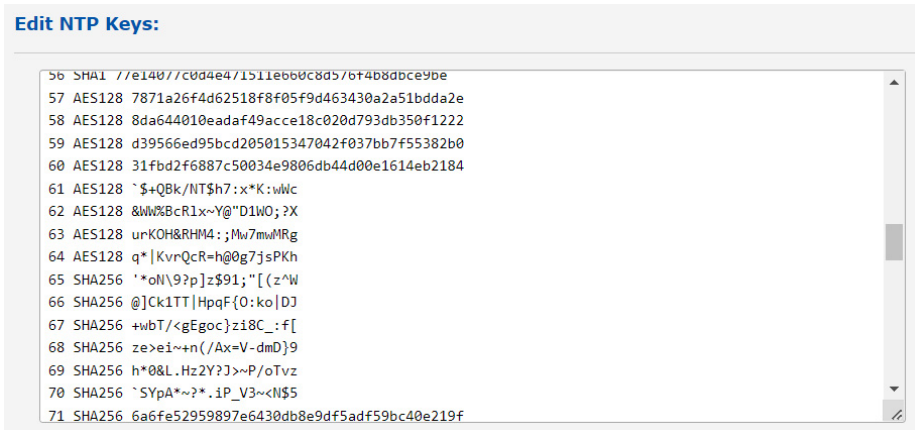 Edit NTP Keys:
56 SHA1 77e14077c0d4e471511e660c8d576f4b8dbce9be
57 AES128 7871a26f4d62518f8f05f9d463430a2a51bdda2e
58 AES128 8da644010eadaf49acce18c020d793db350f1222
59 AES128 d39566ed95bcd205015347042f037bb7f55382b0
60 AES128 31fbd2f6887c50034e9806db44d00e1614eb2184
61 AES128 `$+QBk/NT$h7:x*K:wWc
62 AES128 &WW%BcRlx~Y@"D1WO;?X
63 AES128 urKOH&RHM4:;Mw7mwMRg
64 AES128 q*|KvrQcR=h@0g7jsPKh
65 SHA256 '*oN\9?p]z$91;"[(z^W
66 SHA256 @]Ck1TT|HpqF{O:ko|DJ
67 SHA256 +wbT/<gEgoc}zi8C_:f[
68 SHA256 ze>ei~+n(/Ax=V-dmD}9
69 SHA256 h*0&L.Hz2Y?J>~P/oTvz
70 SHA256 `SYpA*~?*.iP_V3~<N$5
71 SHA256 6a6fe52959897e6430db8e9df5adf59bc40e219f